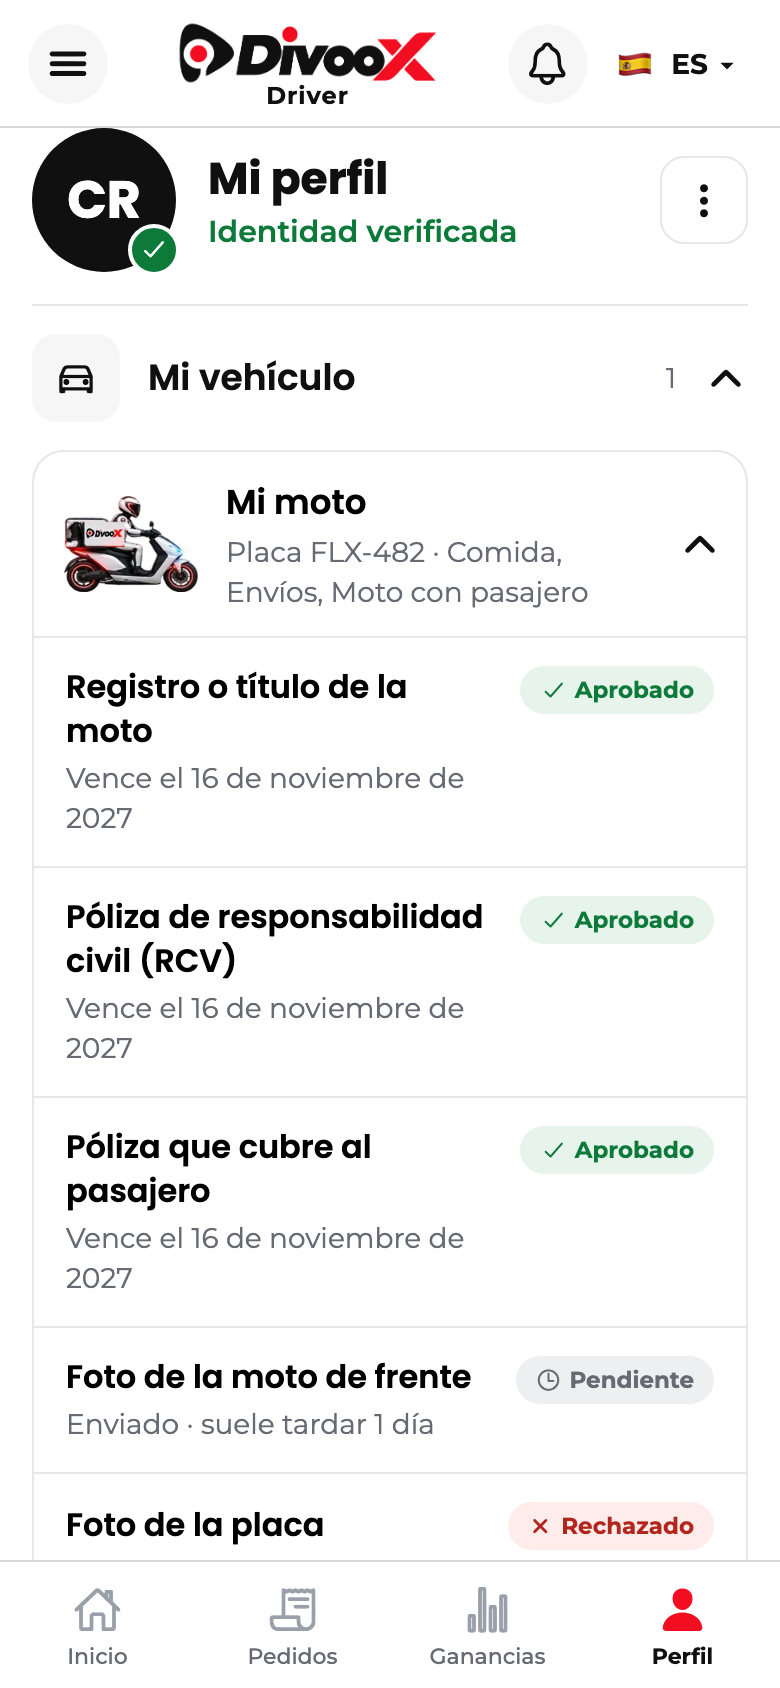 DivooX
Driver
ES
CR
Mi perfil
Identidad verificada
Mi vehículo
1
DivooX
Mi moto
Placa FLX-482 · Comida,
Envíos, Moto con pasajero
Registro o título de la
moto
Aprobado
Vence el 16 de noviembre de
2027
Póliza de responsabilidad
civil (RCV)
Aprobado
Vence el 16 de noviembre de
2027
Póliza que cubre al
pasajero
Aprobado
Vence el 16 de noviembre de
2027
Foto de la moto de frente
Pendiente
Enviado · suele tardar 1 día
Foto de la placa
Rechazado
Inicio
Pedidos
Ganancias
Perfil